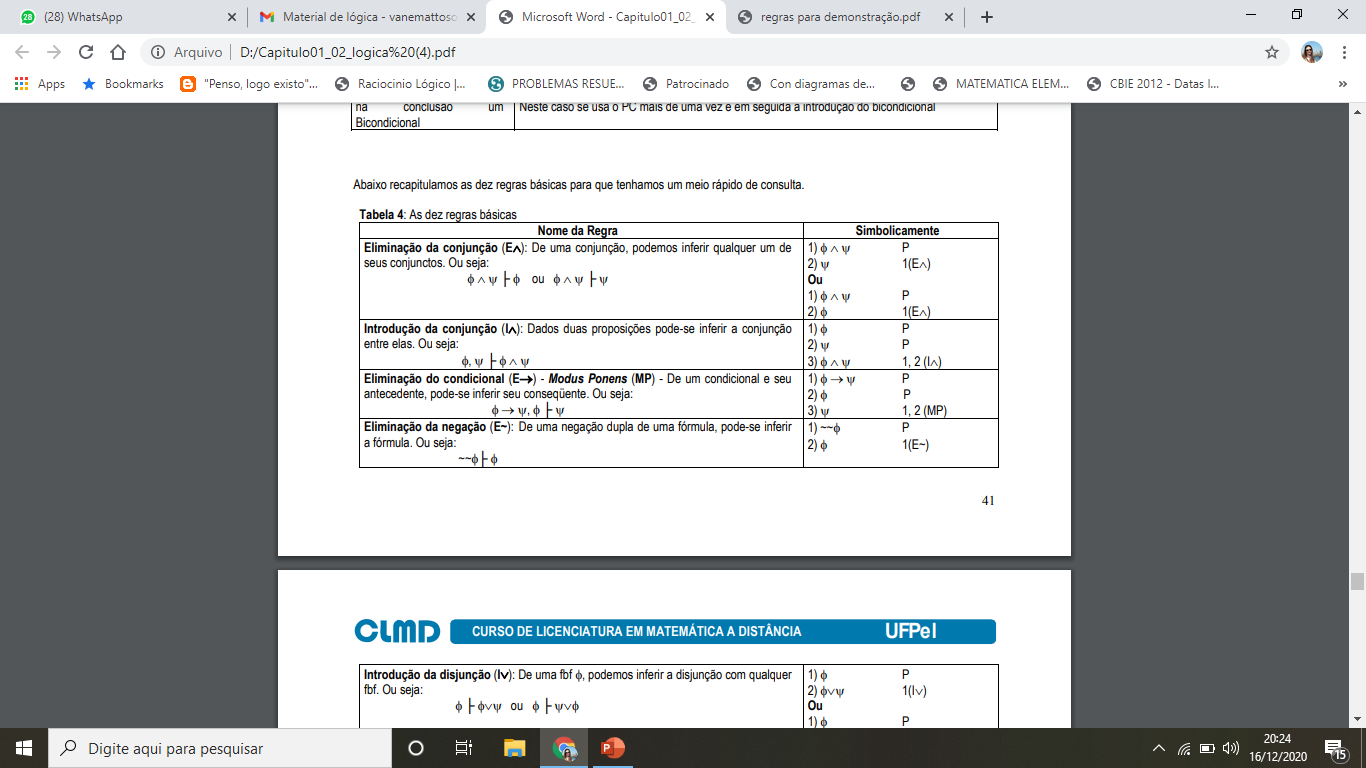 (28) WhatsApp
Material de lógica - vanemattoso
Microsoft Word - Capitulo01_02_
regras para demonstração.pdf
Arquivo D:/Capitulo01_02_logica%20(4).pdf
Apps
Bookmarks
"Penso, logo existo"...
Raciocinio Lógico |...
PROBLEMAS RESUE...
Patrocinado
Con diagramas de...
MATEMATICA ELEM...
CBIE 2012 - Datas I...
»
na conclusão um
Bicondicional
Neste caso se usa o PC mais de uma vez e em seguida a introdução do bicondicional
Abaixo recapitulamos as dez regras básicas para que tenhamos um meio rápido de consulta.
Tabela 4: As dez regras básicas
Nome da Regra
Simbolicamente
Eliminação da conjunção (E∧): De uma conjunção, podemos inferir qualquer um de
seus conjunctos. Ou seja:
ϕ ∧ ψ ├ ϕ ou ϕ ∧ ψ ├ ψ
1) ϕ ∧ ψ P
2) ψ 1(E∧)
Ou
1) ϕ ∧ ψ P
2) ϕ 1(E∧)
Introdução da conjunção (I∧): Dados duas proposições pode-se inferir a conjunção
entre elas. Ou seja:
ϕ, ψ ├ ϕ ∧ ψ
1) ϕ P
2) ψ P
3) ϕ ∧ ψ 1, 2 (I∧)
Eliminação do condicional (E→) - Modus Ponens (MP) - De um condicional e seu
antecedente, pode-se inferir seu conseqüente. Ou seja:
ϕ → ψ, ϕ ├ ψ
1) ϕ → ψ P
2) ϕ P
3) ψ 1, 2 (MP)
Eliminação da negação (E~): De uma negação dupla de uma fórmula, pode-se inferir
a fórmula. Ou seja:
~~ϕ├ ϕ
1) ~~ϕ P
2) ϕ 1(E~)
41
CLMD CURSO DE LICENCIATURA EM MATEMÁTICA A DISTÂNCIA UFPel
Introdução da disjunção (I∨): De uma fbf ϕ, podemos inferir a disjunção com qualquer
fbf. Ou seja:
ϕ ├ ϕ∨ψ ou ϕ ├ ψ∨ϕ
1) ϕ P
2) ϕ∨ψ 1(I∨)
Ou
1) ϕ P
Digite aqui para pesquisar
20:24
16/12/2020
15